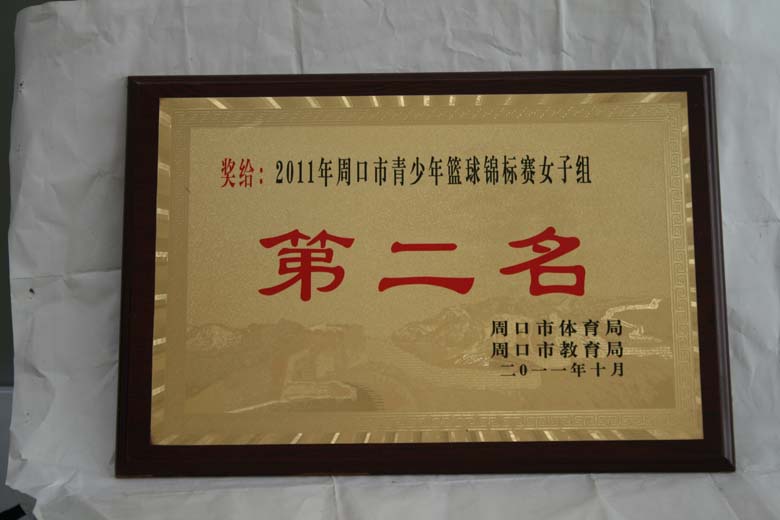 奖给：2011年周口市青少年篮球锦标赛女子组
第二名
周口市体育局
周口市教育局
二0一一年十月